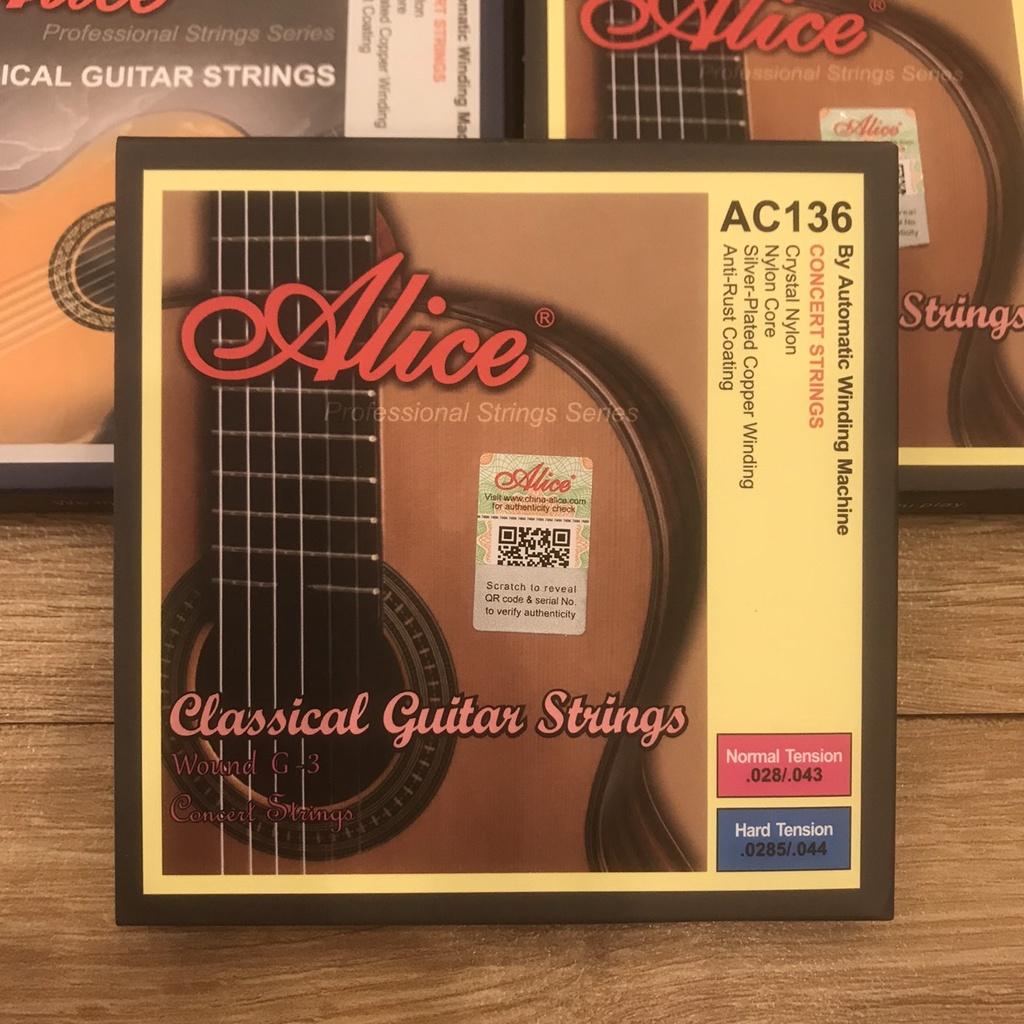 Alice
Professional Strings Series
ICAL GUITAR STRINGS
Alice®
Professional Strings Series
Alice
Strings
AC136
By Automatic Winding Machine
CONCERT STRINGS
Crystal Nylon
Nylon Core
Silver-Plated Copper Winding
Anti-Rust Coating
Alice®
Professional Strings Series
Alice®
Visit www.china-alice.com
for authenticity check
Scratch to reveal
QR code & serial No.
to verify authenticity
Classical Guitar Strings
Wound G-3
Concert Strings
Normal Tension
.028/.043
Hard Tension
.0285/.044